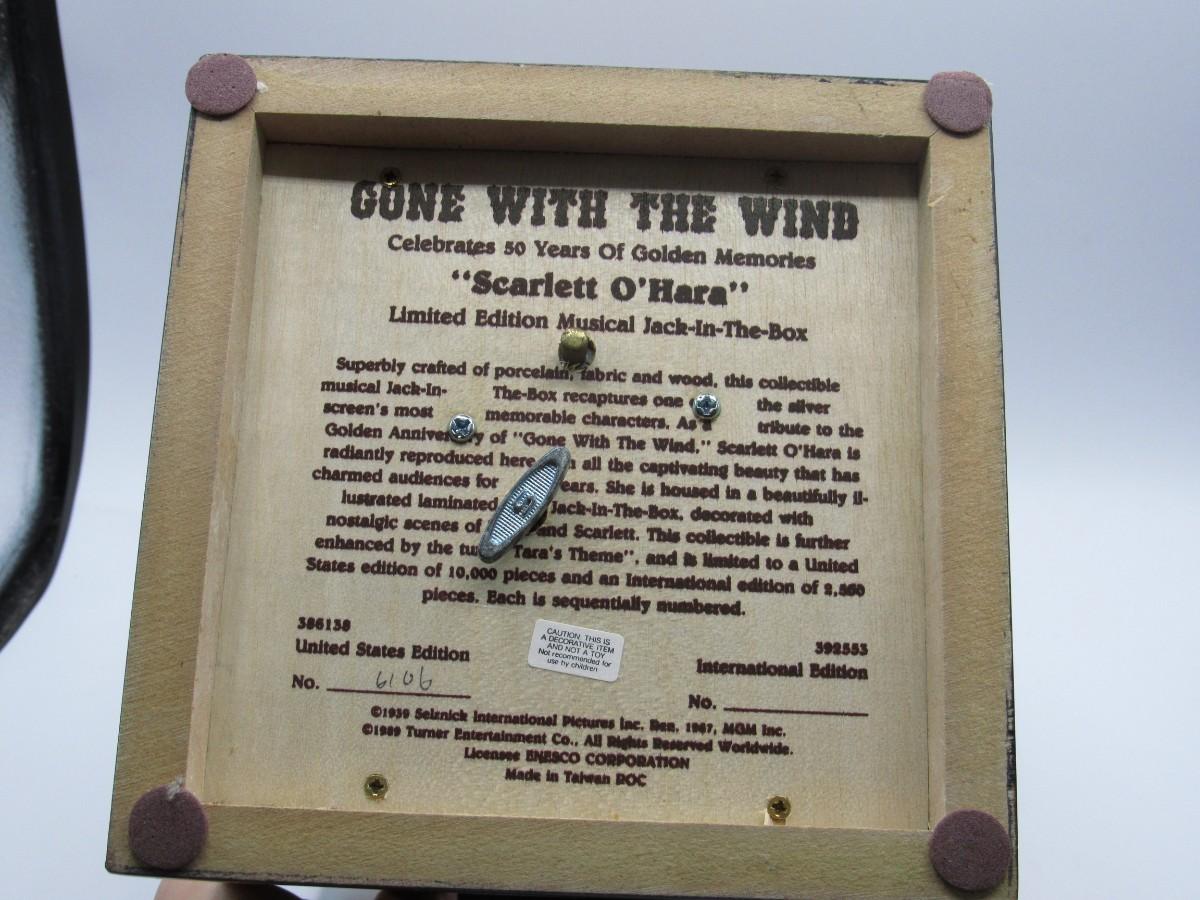 GONE WITH THE WIND
Celebrates 50 Years Of Golden Memories
"Scarlett O'Hara"
Limited Edition Musical Jack-In-The-Box
Superbly crafted of porcelain, fabric and wood, this collectible
musical Jack-In- The-Box recaptures one the silver
screen's most memorable characters. As a tribute to the
Golden Anniversary of "Gone With The Wind," Scarlett O'Hara is
radiantly reproduced here all the captivating beauty that has
charmed audiences for years. She is housed in a beautifully il-
lustrated laminated Jack-In-The-Box, decorated with
nostalgic scenes of and Scarlett. This collectible is further
enhanced by the Tara's Theme", and is limited to a United
States edition of 10,000 pieces and an International edition of 2,500
pieces. Each is sequentially numbered.
386138
United States Edition
No. 6106
CAUTION: THIS IS
A DECORATIVE ITEM
AND NOT A TOY
Not recommended for
use by children
392553
International Edition
No.
©1939 Selznick International Pictures Inc. Ren. 1967, MGM Inc.
©1989 Turner Entertainment Co., All Rights Reserved Worldwide.
Licensee ENESCO CORPORATION
Made in Taiwan ROC